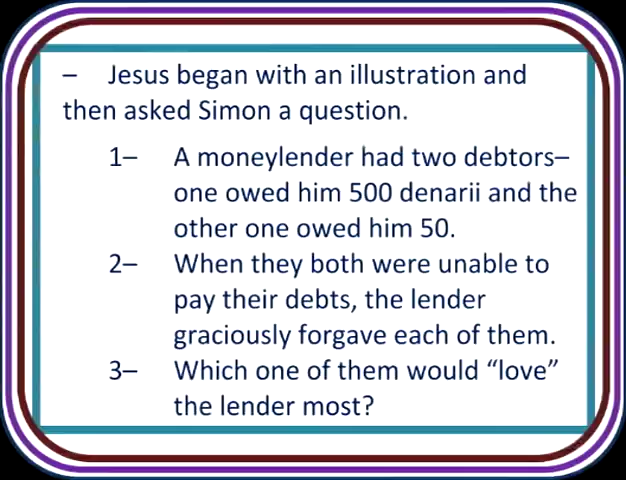 – Jesus began with an illustration and
then asked Simon a question.
1– A moneylender had two debtors–
one owed him 500 denarii and the
other one owed him 50.
2– When they both were unable to
pay their debts, the lender
graciously forgave each of them.
3– Which one of them would “love”
the lender most?